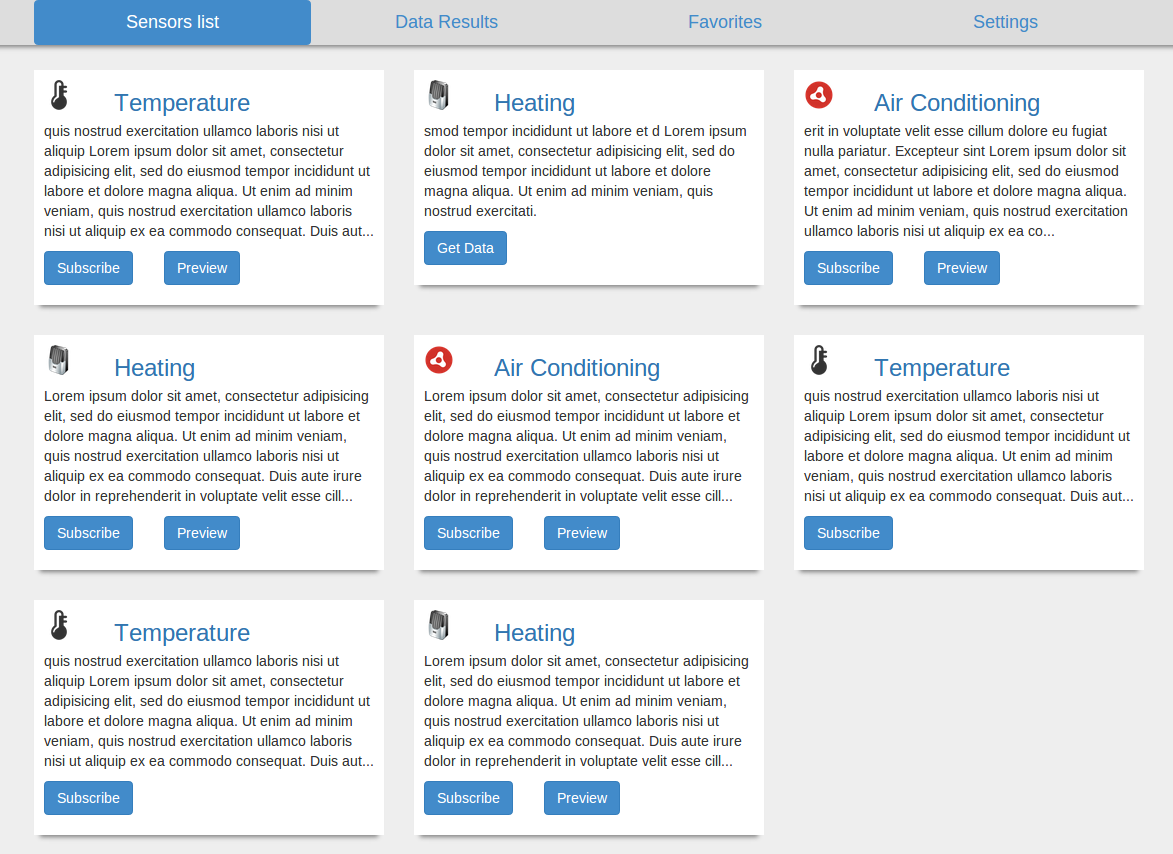 Sensors list
Data Results
Favorites
Settings
Temperature
quis nostrud exercitation ullamco laboris nisi ut
aliquip Lorem ipsum dolor sit amet, consectetur
adipisicing elit, sed do eiusmod tempor incididunt ut
labore et dolore magna aliqua. Ut enim ad minim
veniam, quis nostrud exercitation ullamco laboris
nisi ut aliquip ex ea commodo consequat. Duis aut...
Subscribe
Preview
Heating
smod tempor incididunt ut labore et d Lorem ipsum
dolor sit amet, consectetur adipisicing elit, sed do
eiusmod tempor incididunt ut labore et dolore
magna aliqua. Ut enim ad minim veniam, quis
nostrud exercitati.
Get Data
Air Conditioning
erit in voluptate velit esse cillum dolore eu fugiat
nulla pariatur. Excepteur sint Lorem ipsum dolor sit
amet, consectetur adipisicing elit, sed do eiusmod
tempor incididunt ut labore et dolore magna aliqua.
Ut enim ad minim veniam, quis nostrud exercitation
ullamco laboris nisi ut aliquip ex ea co...
Subscribe
Preview
Heating
Lorem ipsum dolor sit amet, consectetur adipisicing
elit, sed do eiusmod tempor incididunt ut labore et
dolore magna aliqua. Ut enim ad minim veniam,
quis nostrud exercitation ullamco laboris nisi ut
aliquip ex ea commodo consequat. Duis aute irure
dolor in reprehenderit in voluptate velit esse cill...
Subscribe
Preview
Air Conditioning
Lorem ipsum dolor sit amet, consectetur adipisicing
elit, sed do eiusmod tempor incididunt ut labore et
dolore magna aliqua. Ut enim ad minim veniam,
quis nostrud exercitation ullamco laboris nisi ut
aliquip ex ea commodo consequat. Duis aute irure
dolor in reprehenderit in voluptate velit esse cill...
Subscribe
Preview
Temperature
quis nostrud exercitation ullamco laboris nisi ut
aliquip Lorem ipsum dolor sit amet, consectetur
adipisicing elit, sed do eiusmod tempor incididunt ut
labore et dolore magna aliqua. Ut enim ad minim
veniam, quis nostrud exercitation ullamco laboris
nisi ut aliquip ex ea commodo consequat. Duis aut...
Subscribe
Temperature
quis nostrud exercitation ullamco laboris nisi ut
aliquip Lorem ipsum dolor sit amet, consectetur
adipisicing elit, sed do eiusmod tempor incididunt ut
labore et dolore magna aliqua. Ut enim ad minim
veniam, quis nostrud exercitation ullamco laboris
nisi ut aliquip ex ea commodo consequat. Duis aut...
Subscribe
Heating
Lorem ipsum dolor sit amet, consectetur adipisicing
elit, sed do eiusmod tempor incididunt ut labore et
dolore magna aliqua. Ut enim ad minim veniam,
quis nostrud exercitation ullamco laboris nisi ut
aliquip ex ea commodo consequat. Duis aute irure
dolor in reprehenderit in voluptate velit esse cill...
Subscribe
Preview